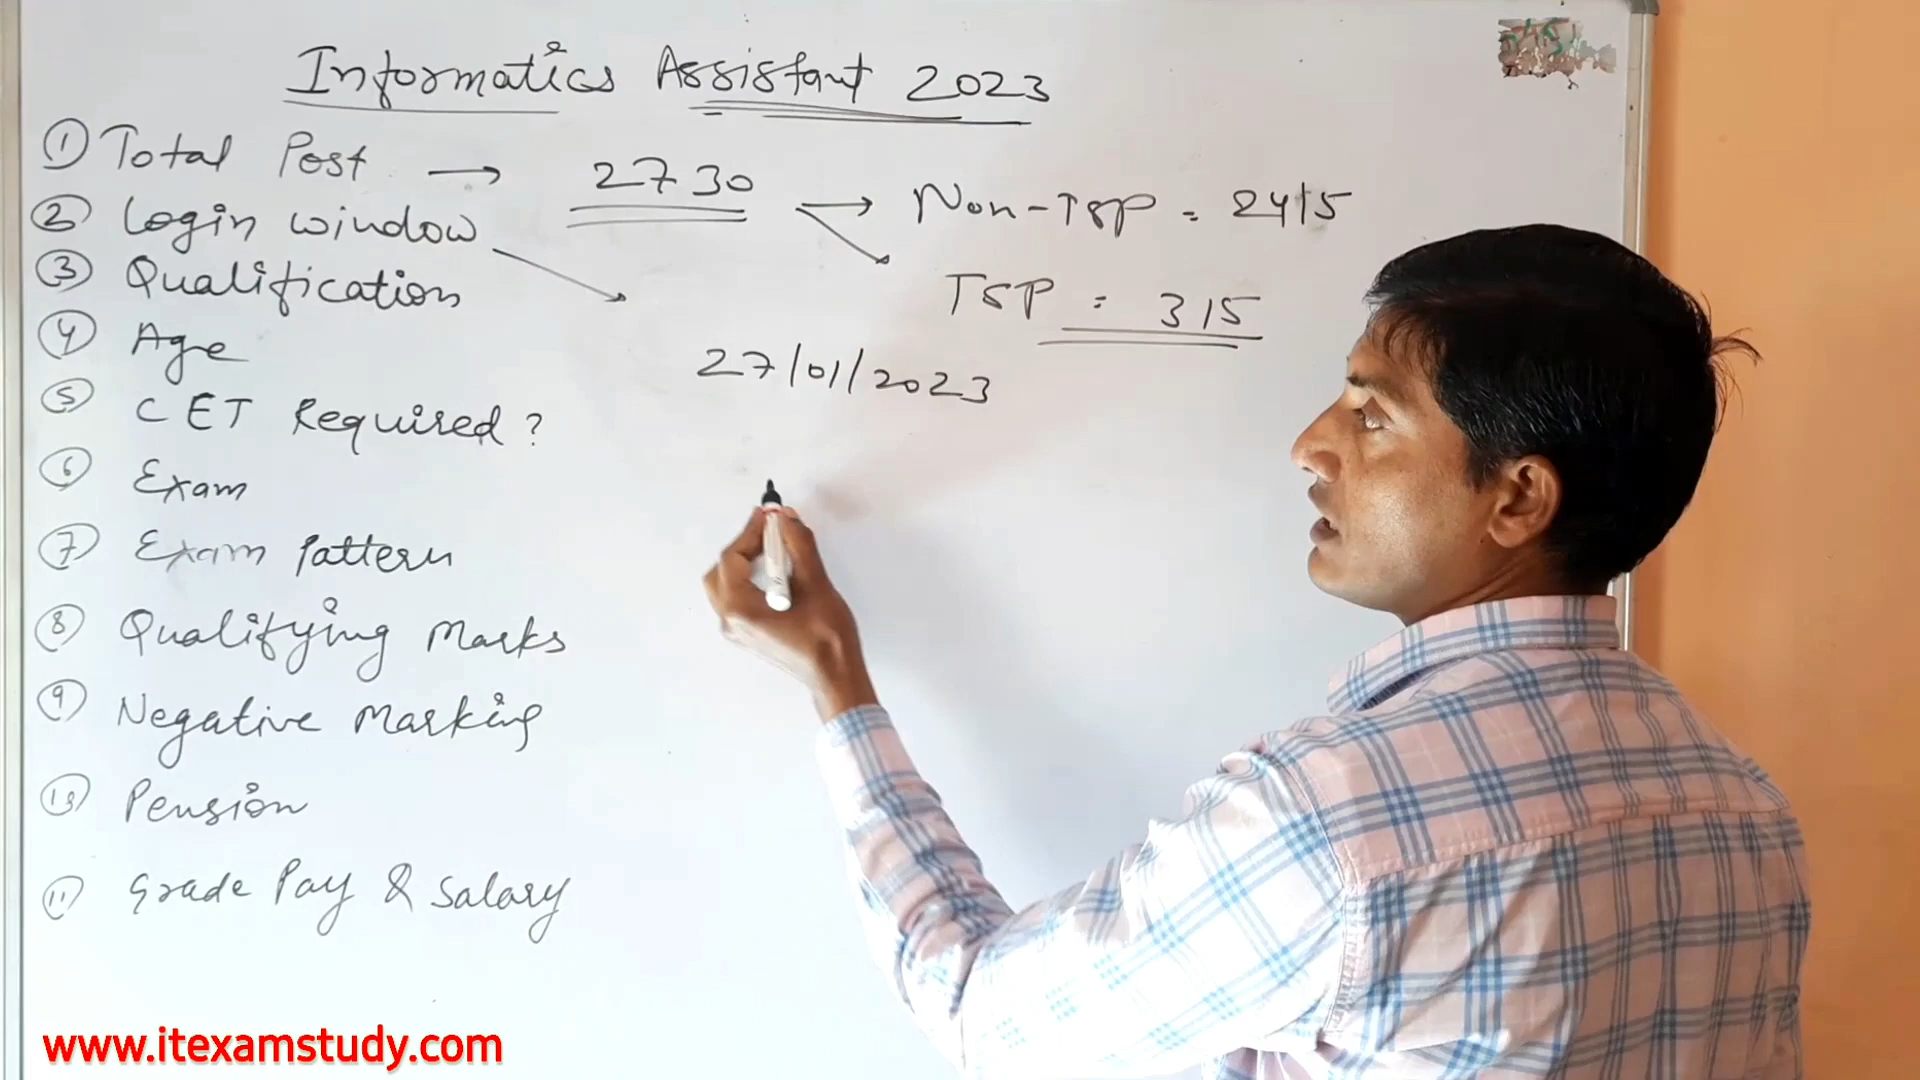 Informatics Assistant 2023
① Total Post → 2730 → Non-TSP = 2415
② Login window
TSP = 315
③ Qualification
④ Age
27/01/2023
⑤ CET Required?
⑥ Exam
⑦ Exam Pattern
⑧ Qualifying Marks
⑨ Negative Marking
⑩ Pension
⑪ Grade Pay & Salary
www.itexamstudy.com